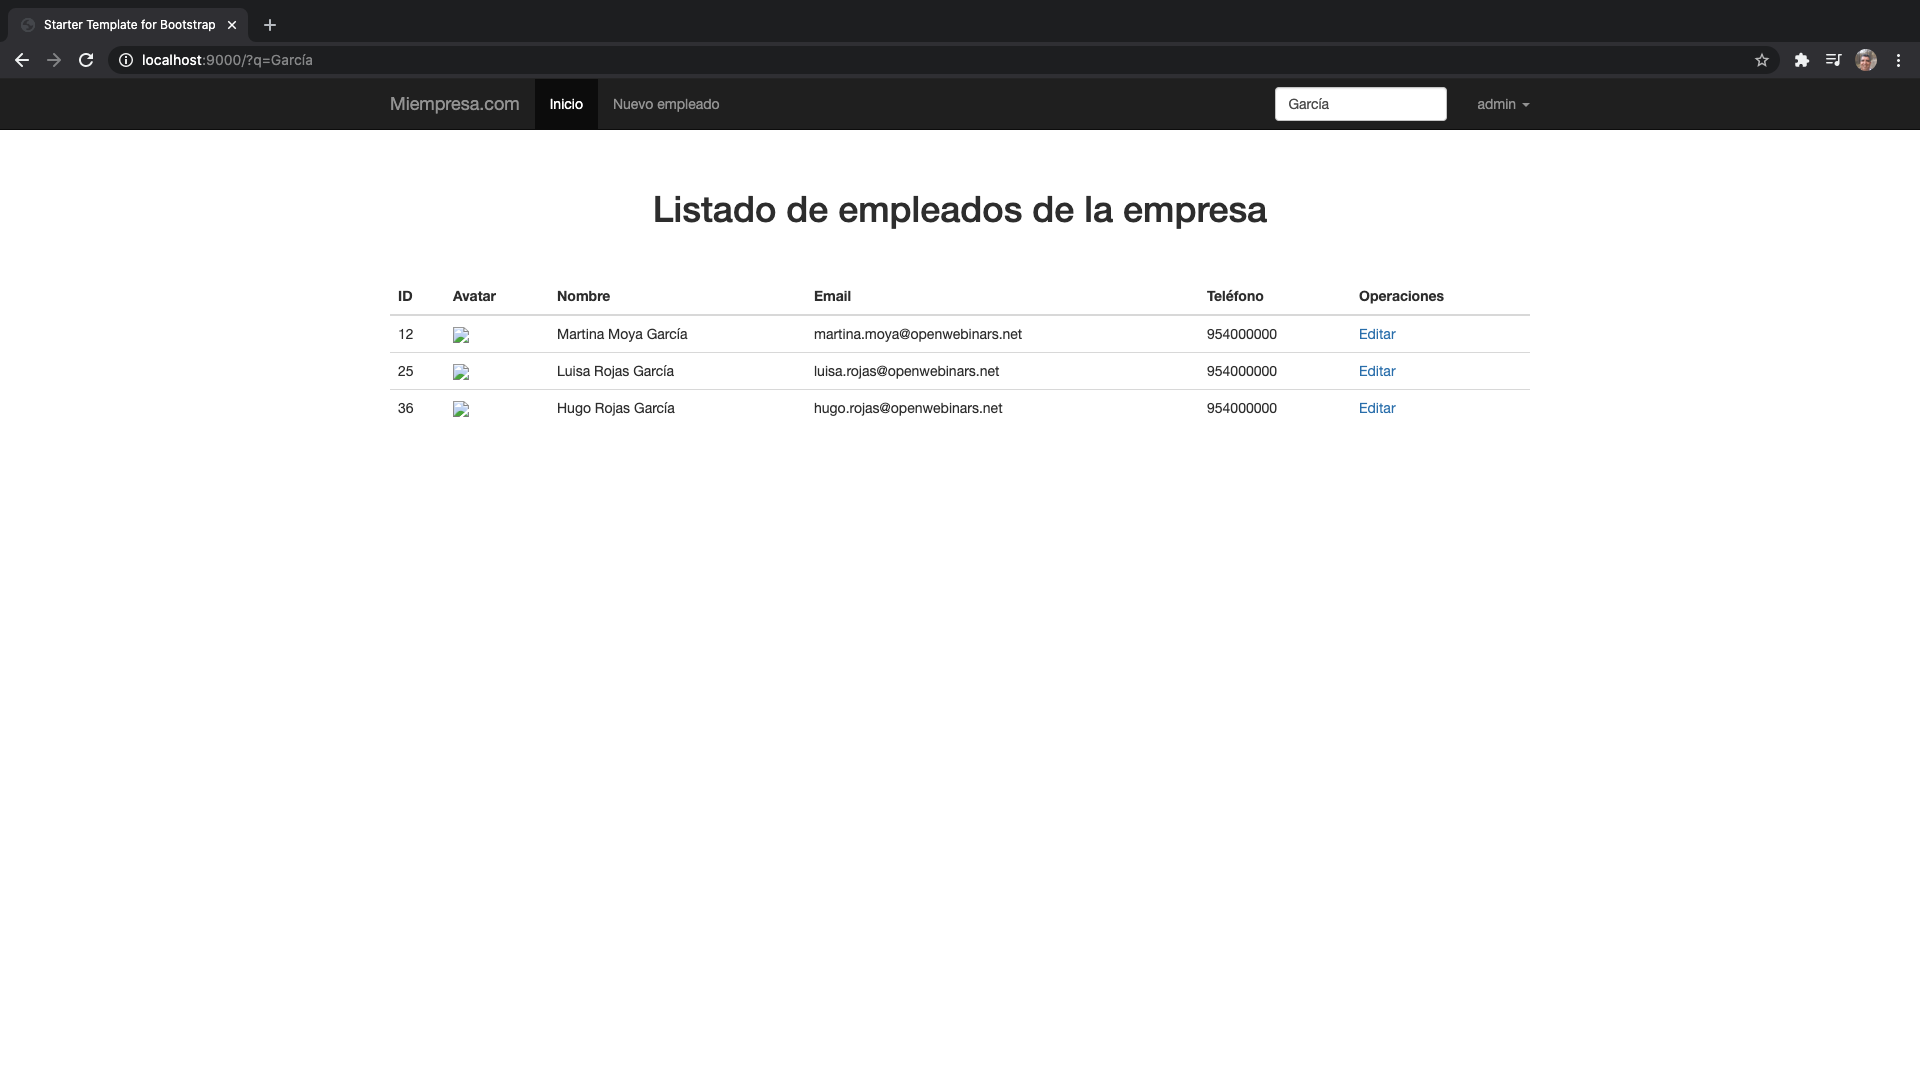 Starter Template for Bootstrap
localhost:9000/?q=García
Miempresa.com Inicio Nuevo empleado García admin
Listado de empleados de la empresa
ID Avatar Nombre Email Teléfono Operaciones
12 Martina Moya García martina.moya@openwebinars.net 954000000 Editar
25 Luisa Rojas García luisa.rojas@openwebinars.net 954000000 Editar
36 Hugo Rojas García hugo.rojas@openwebinars.net 954000000 Editar